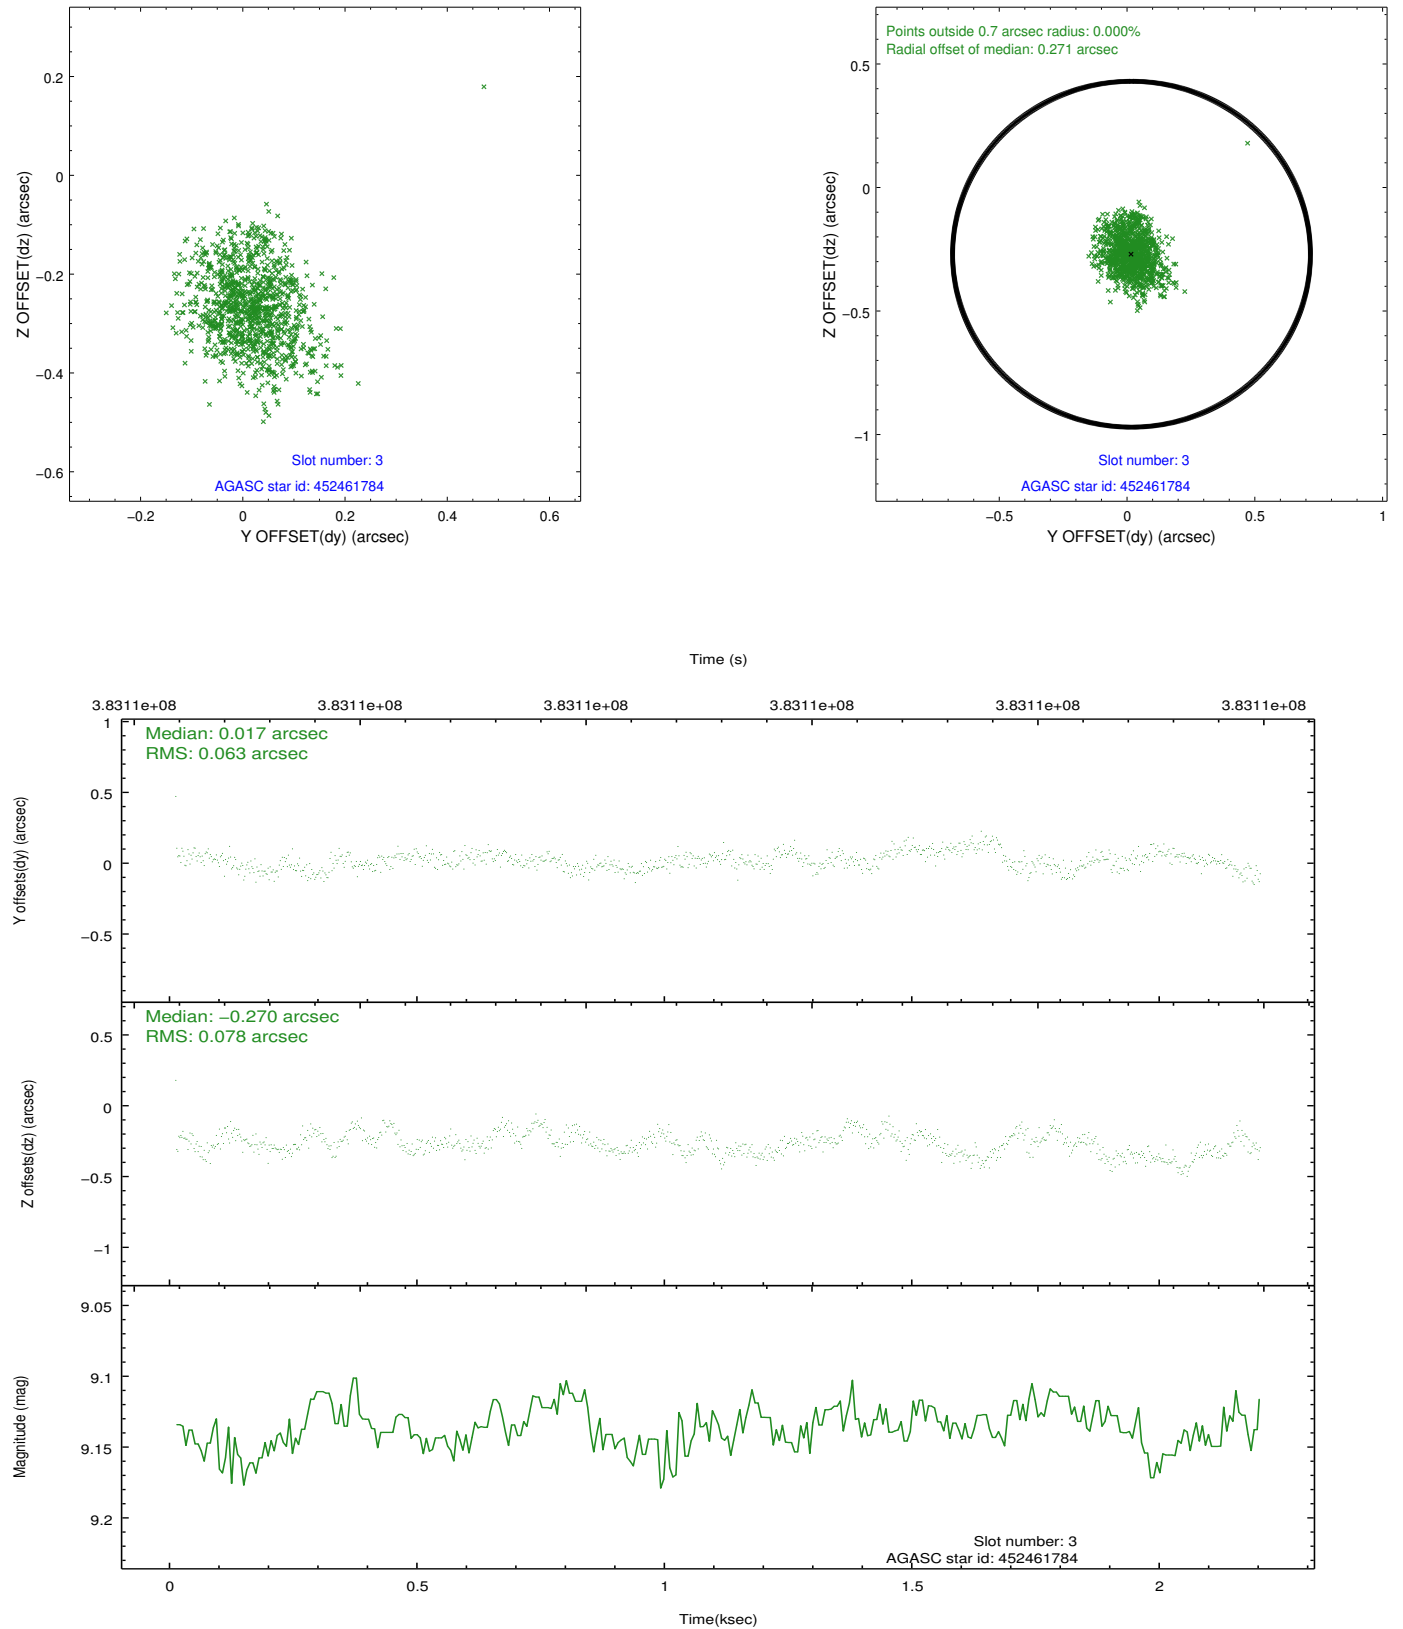 0.2
0
−0.2
−0.4
−0.6
Z OFFSET(dz) (arcsec)
Slot number: 3
AGASC star id: 452461784
−0.2 0 0.2 0.4 0.6
Y OFFSET(dy) (arcsec)
Points outside 0.7 arcsec radius: 0.000%
Radial offset of median: 0.271 arcsec
0.5
0
−0.5
−1
Z OFFSET(dz) (arcsec)
Slot number: 3
AGASC star id: 452461784
−0.5 0 0.5 1
Y OFFSET(dy) (arcsec)
Time (s)
3.8311e+08 3.8311e+08 3.8311e+08 3.8311e+08 3.8311e+08 3.8311e+08
Median: 0.017 arcsec
RMS: 0.063 arcsec
1
0.5
0
−0.5
Y offsets(dy) (arcsec)
Median: −0.270 arcsec
RMS: 0.078 arcsec
0.5
0
−0.5
−1
Z offsets(dz) (arcsec)
9.05
9.1
9.15
9.2
Magnitude (mag)
Slot number: 3
AGASC star id: 452461784
0 0.5 1 1.5 2
Time(ksec)